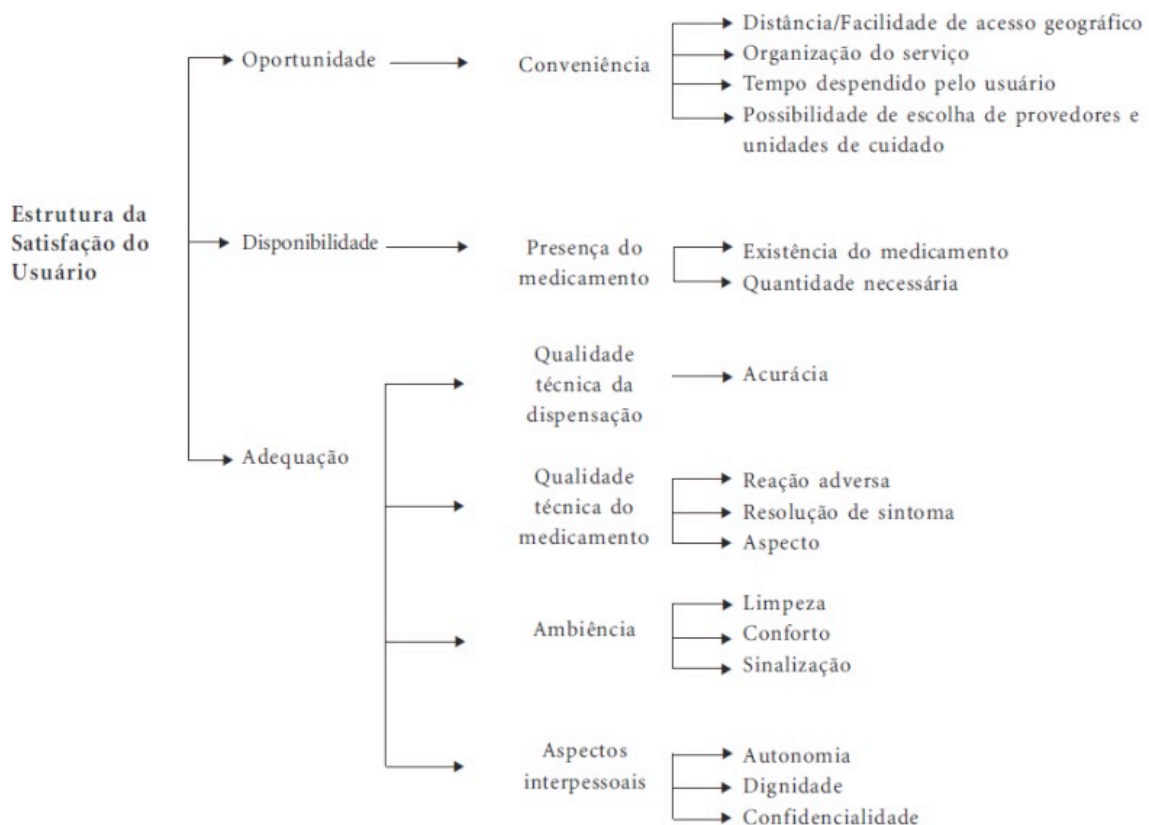 Estrutura da
Satisfação do
Usuário
Oportunidade
Conveniência
Distância/Facilidade de acesso geográfico
Organização do serviço
Tempo despendido pelo usuário
Possibilidade de escolha de provedores e
unidades de cuidado
Disponibilidade
Presença do
medicamento
Existência do medicamento
Quantidade necessária
Adequação
Qualidade
técnica da
dispensação
Acurácia
Qualidade
técnica do
medicamento
Reação adversa
Resolução de sintoma
Aspecto
Ambiência
Limpeza
Conforto
Sinalização
Aspectos
interpessoais
Autonomia
Dignidade
Confidencialidade